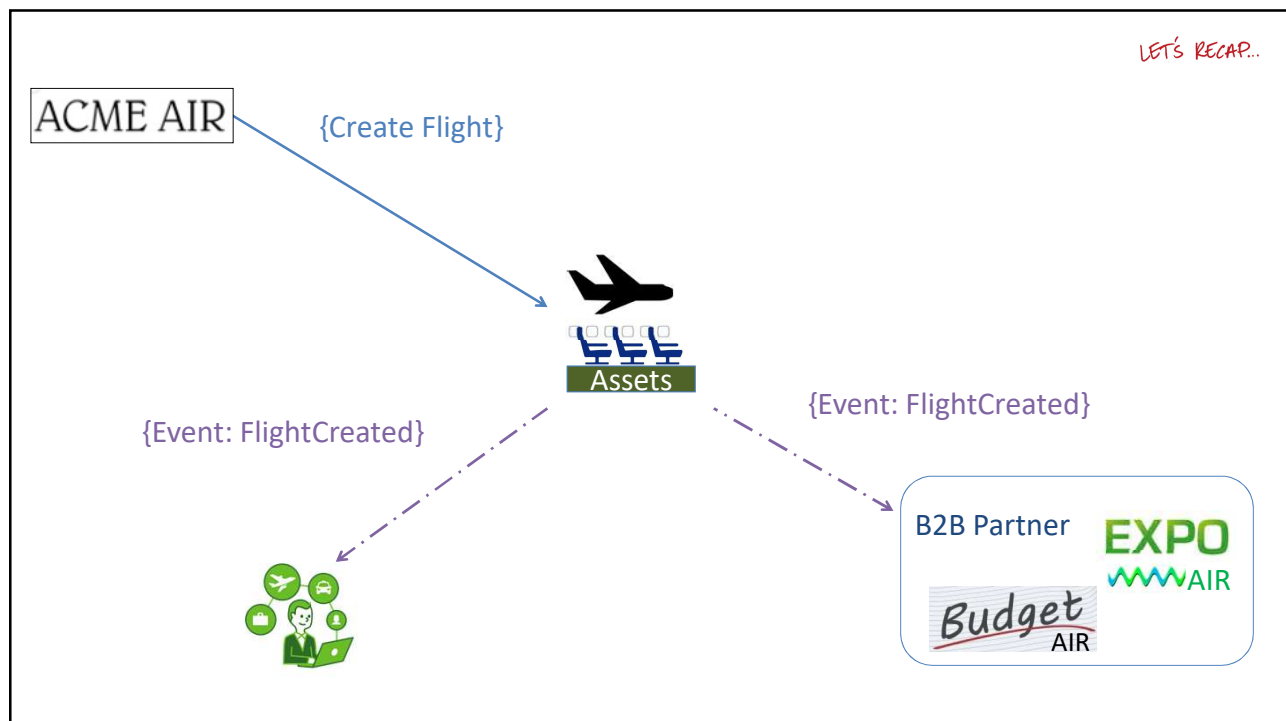 LET'S RECAP...
ACME AIR
{Create Flight}
Assets
{Event: FlightCreated}
{Event: FlightCreated}
B2B Partner
EXPO
AIR
Budget
AIR